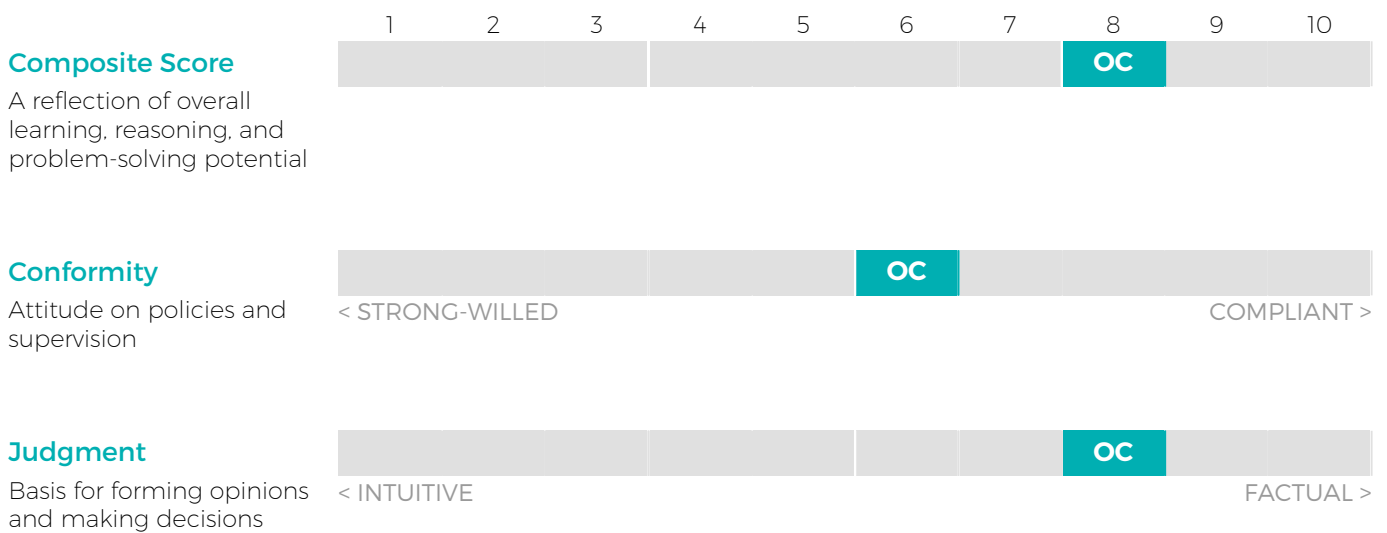 1 2 3 4 5 6 7 8 9 10
Composite Score
OC
A reflection of overall
learning, reasoning, and
problem-solving potential
Conformity
OC
Attitude on policies and
supervision
< STRONG-WILLED
COMPLIANT >
Judgment
OC
Basis for forming opinions
and making decisions
< INTUITIVE
FACTUAL >